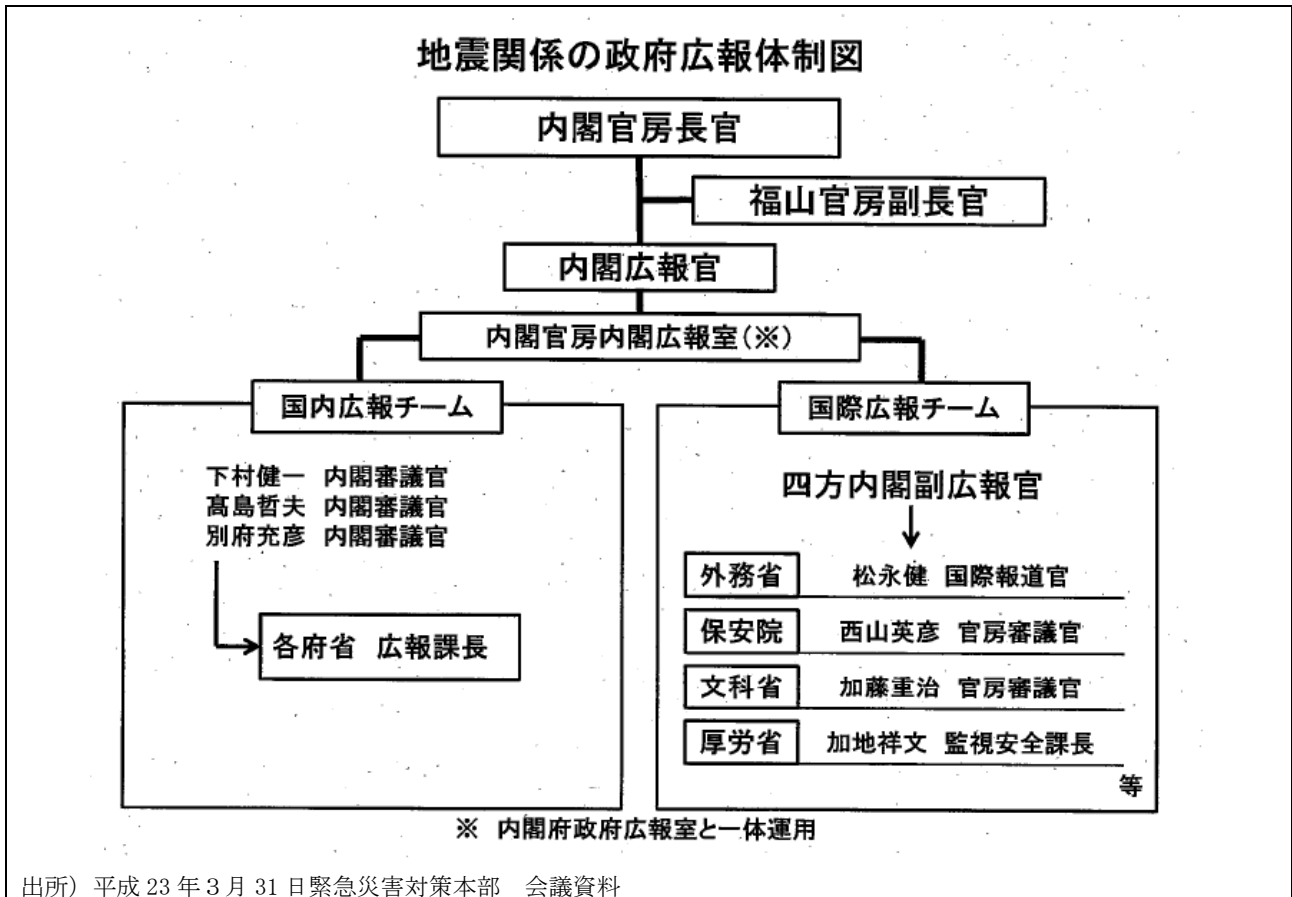 地震関係の政府広報体制図
内閣官房長官
福山官房副長官
内閣広報官
内閣官房内閣広報室(※)
国内広報チーム
下村健一 内閣審議官
髙島哲夫 内閣審議官
別府充彦 内閣審議官
各府省 広報課長
国際広報チーム
四方内閣副広報官
外務省 松永健 国際報道官
保安院 西山英彦 官房審議官
文科省 加藤重治 官房審議官
厚労省 加地祥文 監視安全課長
等
※ 内閣府政府広報室と一体運用
出所)平成 23 年3月 31 日緊急災害対策本部 会議資料